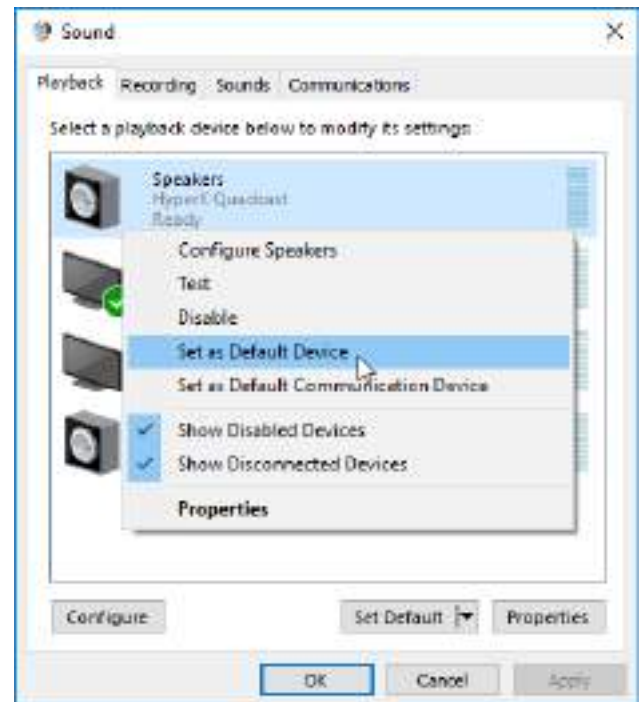 Sound
Playback Recording Sounds Communications
Select a playback device below to modify its settings:
Speakers
HyperX Quadcast
Ready
Configure Speakers
Test
Disable
Set as Default Device
Set as Default Communication Device
Show Disabled Devices
Show Disconnected Devices
Properties
Configure Set Default Properties
OK Cancel Apply